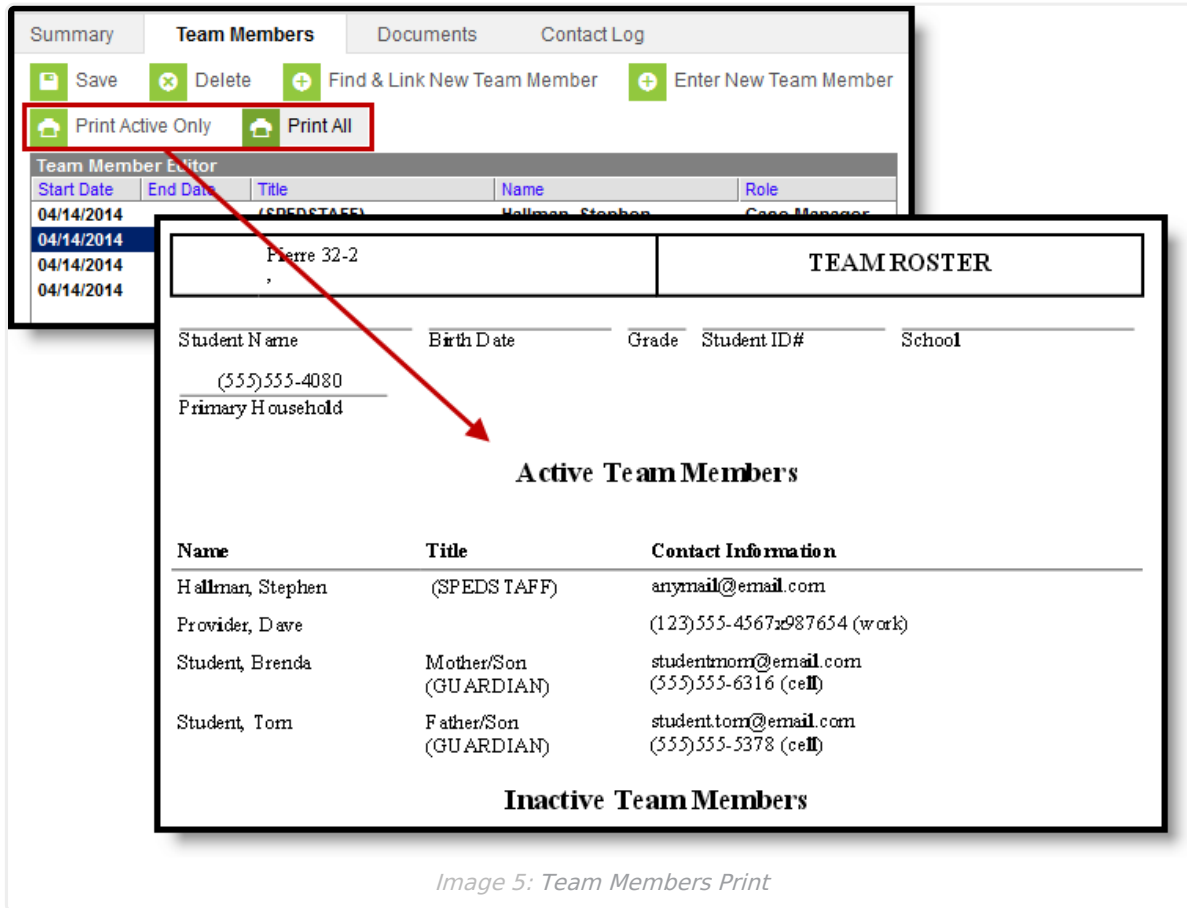 Summary Team Members Documents Contact Log
Save Delete Find & Link New Team Member Enter New Team Member
Print Active Only Print All
Team Member Editor
Start Date End Date Title Name Role
04/14/2014 (SPEDSTAFF) Hallman, Stephen Case Manager
04/14/2014
04/14/2014
04/14/2014
Pierre 32-2
,
TEAM ROSTER
Student Name Birth Date Grade Student ID# School
(555)555-4080
Primary Household
Active Team Members
Name Title Contact Information
Hallman, Stephen (SPEDSTAFF) anymail@email.com
Provider, Dave (123)555-4567x987654 (work)
Student, Brenda Mother/Son studentmom@email.com
(GUARDIAN) (555)555-6316 (cell)
Student, Tom Father/Son student.tom@email.com
(GUARDIAN) (555)555-5378 (cell)
Inactive Team Members
Image 5: Team Members Print